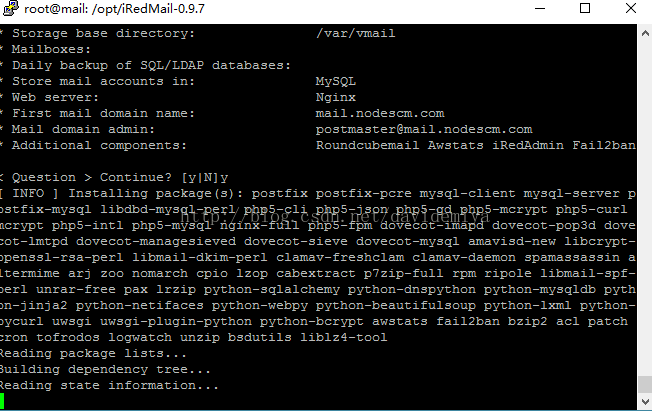 root@mail: /opt/iRedMail-0.9.7
* Storage base directory: /var/vmail
* Mailboxes:
* Daily backup of SQL/LDAP databases:
* Store mail accounts in: MySQL
* Web server: Nginx
* First mail domain name: mail.nodescm.com
* Mail domain admin: postmaster@mail.nodescm.com
* Additional components: Roundcubemail Awstats iRedAdmin Fail2ban
< Question > Continue? [y|N]y
[ INFO ] Installing package(s): postfix postfix-pcre mysql-client mysql-server p
ostfix-mysql libdbd-mysql-perl php5-cli php5-json php5-gd php5-mcrypt php5-curl
mcrypt php5-intl php5-mysql nginx-full php5-fpm dovecot-imapd dovecot-pop3d dove
cot-lmtpd dovecot-managesieved dovecot-sieve dovecot-mysql amavisd-new libcrypt-
openssl-rsa-perl libmail-dkim-perl clamav-freshclam clamav-daemon spamassassin a
ltermime arj zoo nomarch cpio lzop cabextract p7zip-full rpm ripole libmail-spf-
perl unrar-free pax lrzip python-sqlalchemy python-dnspython python-mysqldb pyth
on-jinja2 python-netifaces python-webpy python-beautifulsoup python-lxml python-
pycurl uwsgi uwsgi-plugin-python python-bcrypt awstats fail2ban bzip2 acl patch
cron tofrodos logwatch unzip bsdutils liblz4-tool
Reading package lists...
Building dependency tree...
Reading state information...
http://blog.csdn.net/davidemiya